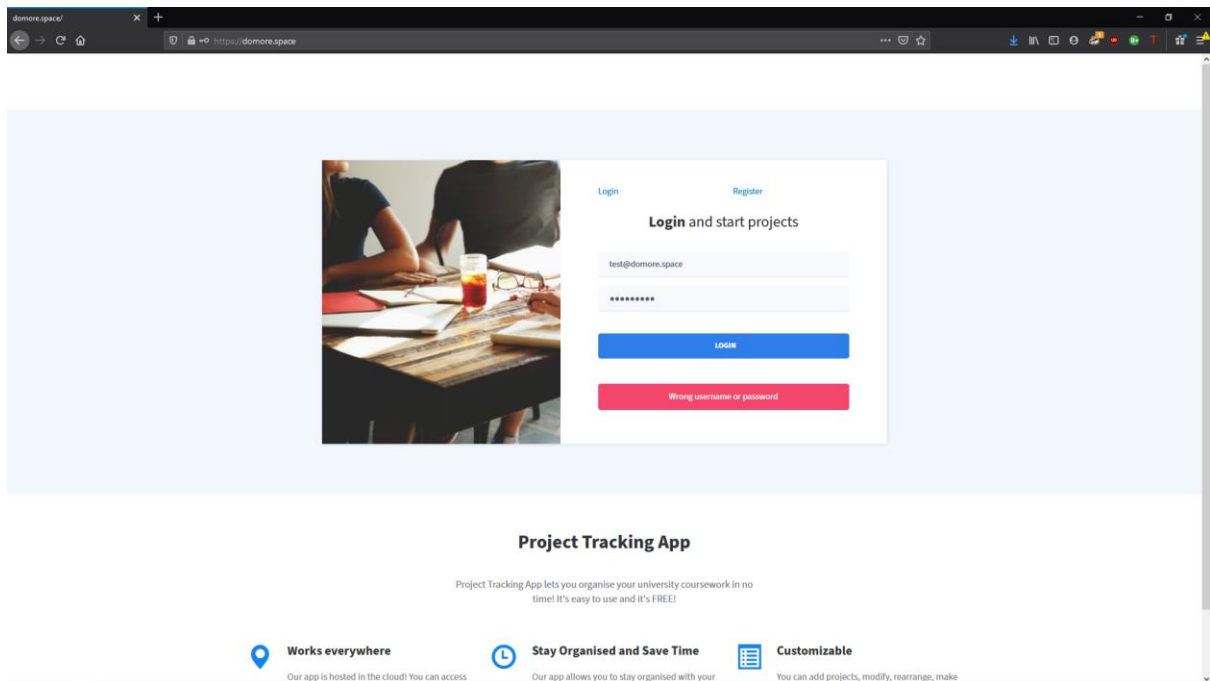 domore.space/
https://domore.space
Login Register
Login and start projects
test@domore.space
•••••••••
LOGIN
Wrong username or password
Project Tracking App
Project Tracking App lets you organise your university coursework in no
time! It's easy to use and it's FREE!
Works everywhere
Our app is hosted in the cloud! You can access
Stay Organised and Save Time
Our app allows you to stay organised with your
Customizable
You can add projects, modify, rearrange, make